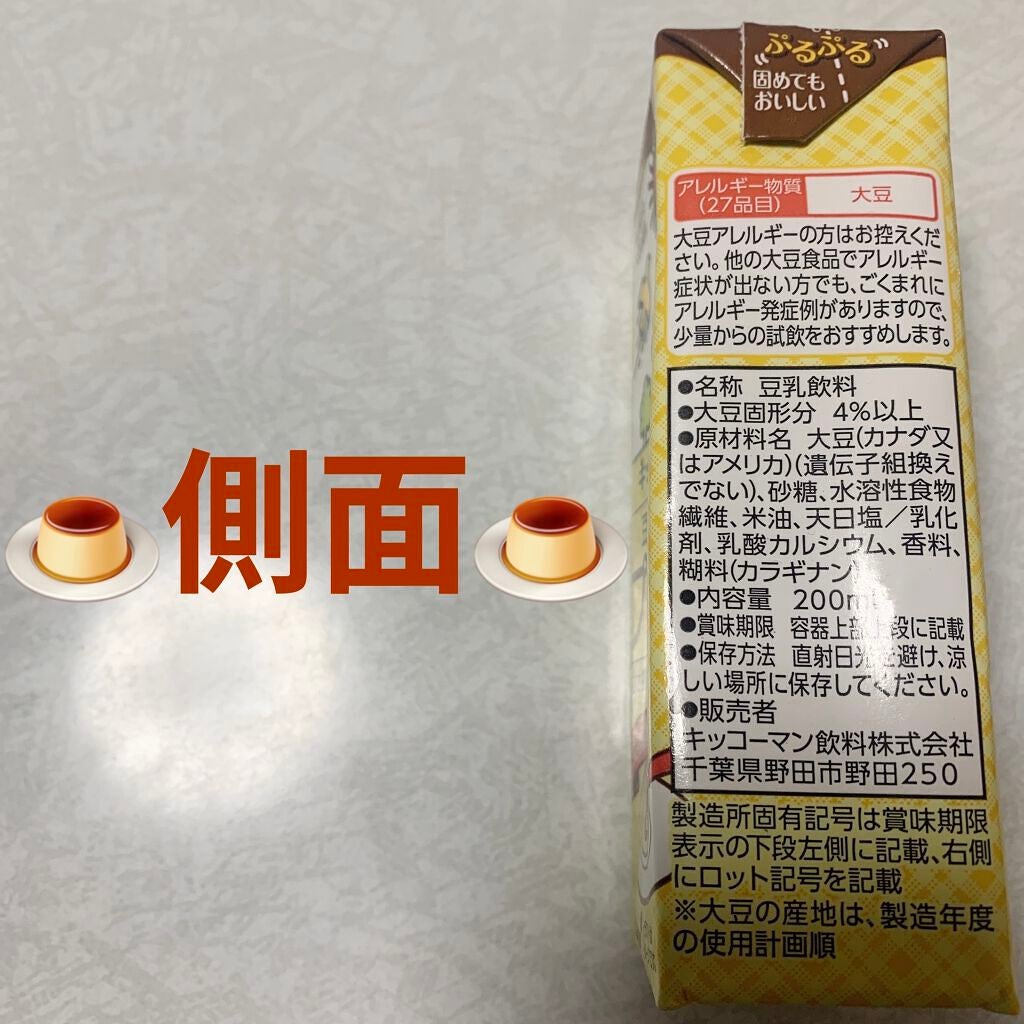 側面
ぷるぷる
固めても
おいしい
アレルギー物質
(27品目)
大豆
大豆アレルギーの方はお控えくだ
さい。他の大豆食品でアレルギー
症状が出ない方でも、ごくまれに
アレルギー発症例がありますので、
少量からの試飲をおすすめします。
●名称 豆乳飲料
●大豆固形分 4%以上
●原材料名 大豆(カナダ又
はアメリカ)(遺伝子組換え
でない)、砂糖、水溶性食物
繊維、米油、天日塩/乳化
剤、乳酸カルシウム、香料、
糊料(カラギナン)
●内容量 200ml
●賞味期限 容器上部上段に記載
●保存方法 直射日光を避け、涼
しい場所に保存してください。
●販売者
キッコーマン飲料株式会社
千葉県野田市野田250
製造所固有記号は賞味期限
表示の下段左側に記載、右側
にロット記号を記載
※大豆の産地は、製造年度
の使用計画順